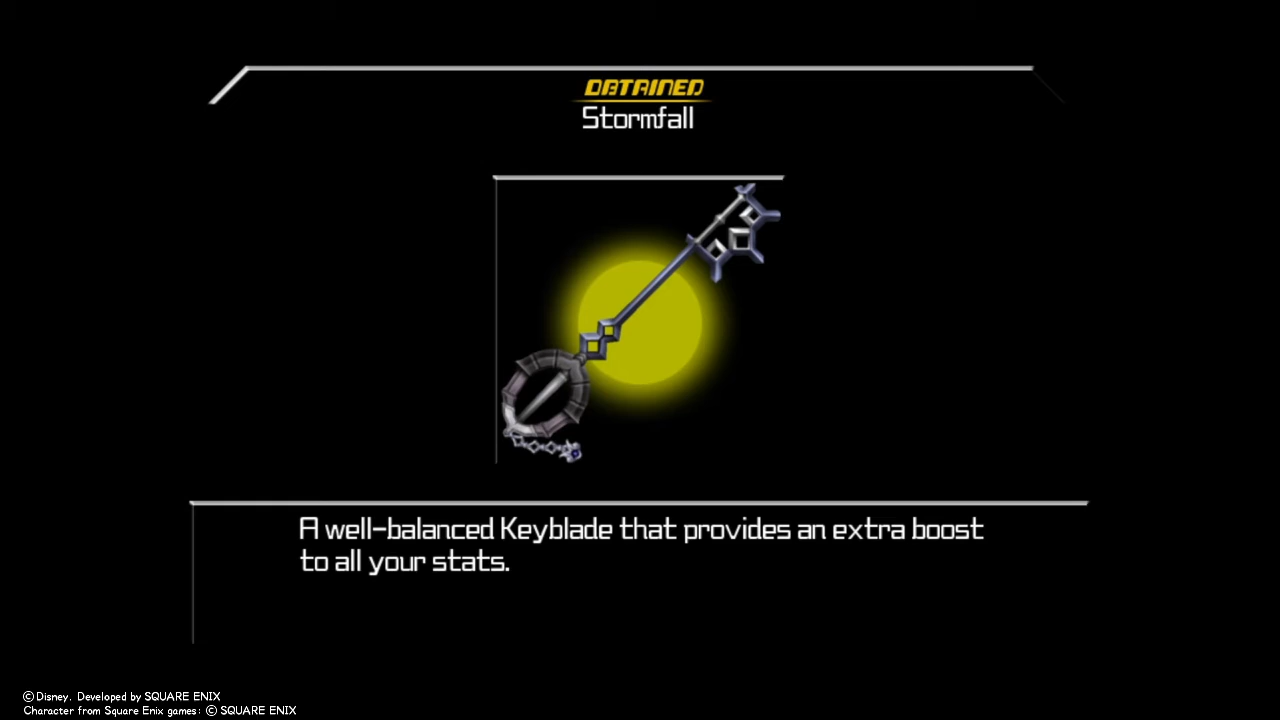 OBTAINED
Stormfall
A well-balanced Keyblade that provides an extra boost
to all your stats.
© Disney. Developed by SQUARE ENIX
Character from Square Enix games: © SQUARE ENIX